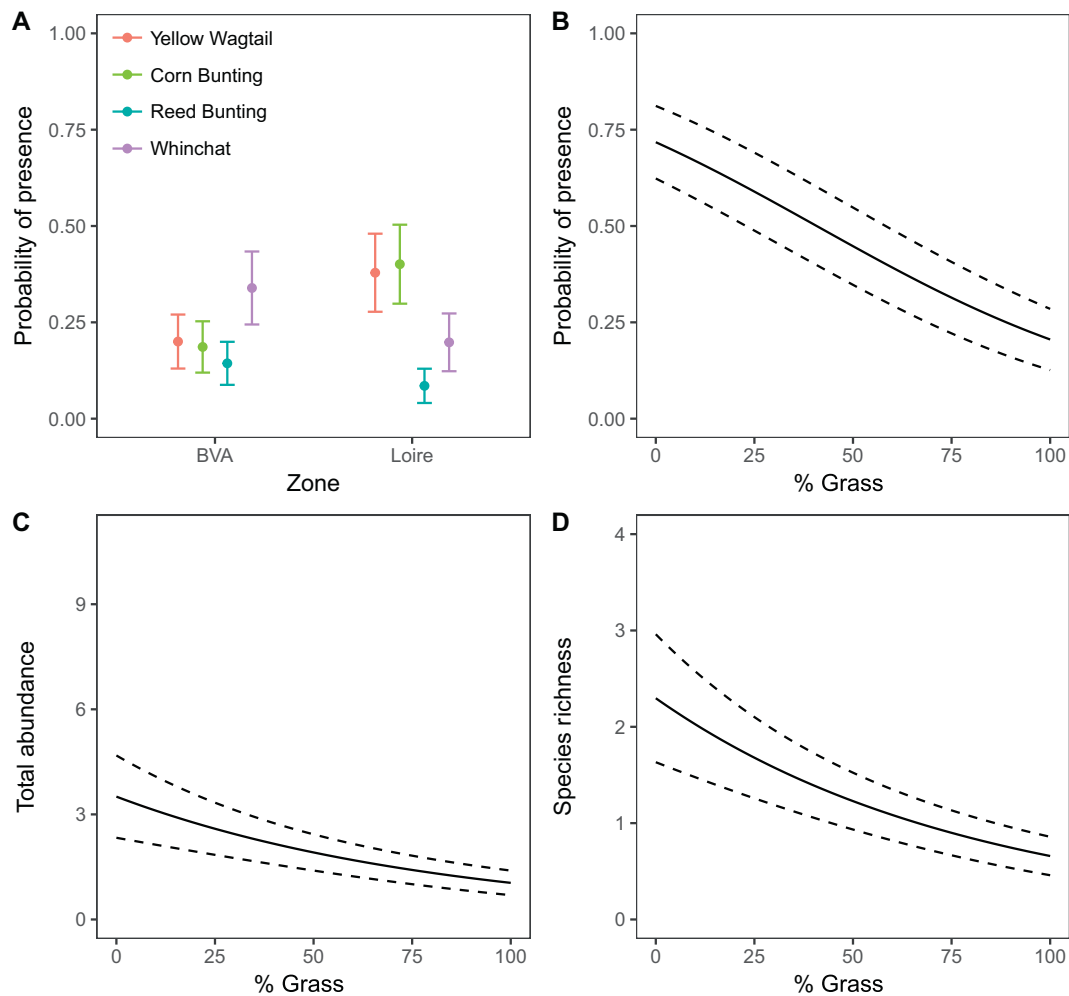 A
Yellow Wagtail
Corn Bunting
Reed Bunting
Whinchat
Probability of presence
1.00
0.75
0.50
0.25
0.00
BVA
Loire
Zone
B
Probability of presence
1.00
0.75
0.50
0.25
0.00
0 25 50 75 100
% Grass
C
Total abundance
9
6
3
0
0 25 50 75 100
% Grass
D
Species richness
4
3
2
1
0
0 25 50 75 100
% Grass